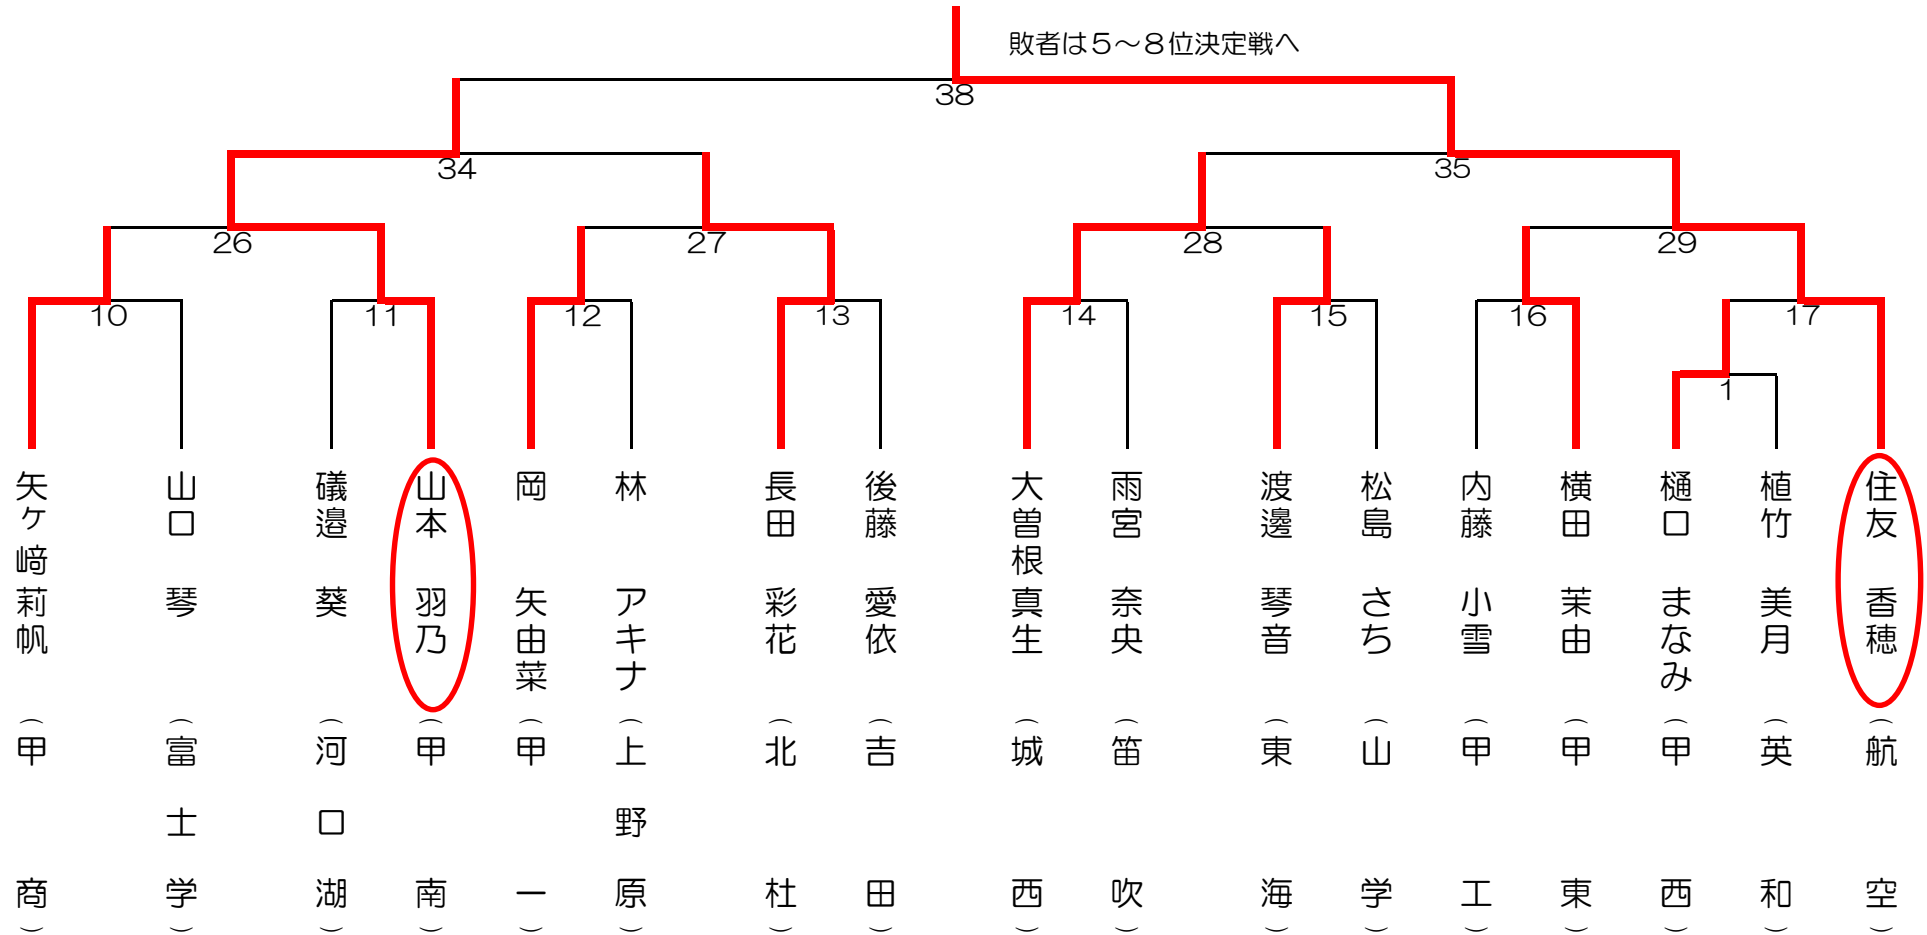 敗者は５～８位決定戦へ
38
34
35
26
27
28
29
10
11
12
13
14
15
16
17
1
矢ケ﨑莉帆（甲商）
山口琴（富士学）
礒邉葵（河口湖）
山本羽乃（甲南）
岡矢由菜（甲一）
林アキナ（上野原）
長田彩花（北杜）
後藤愛依（吉田）
大曽根真生（城西）
雨宮奈央（笛吹）
渡邊琴音（東海）
松島さち（山学）
内藤小雪（甲工）
横田茉由（甲東）
樋口まなみ（甲西）
植竹美月（英和）
住友香穂（航空）